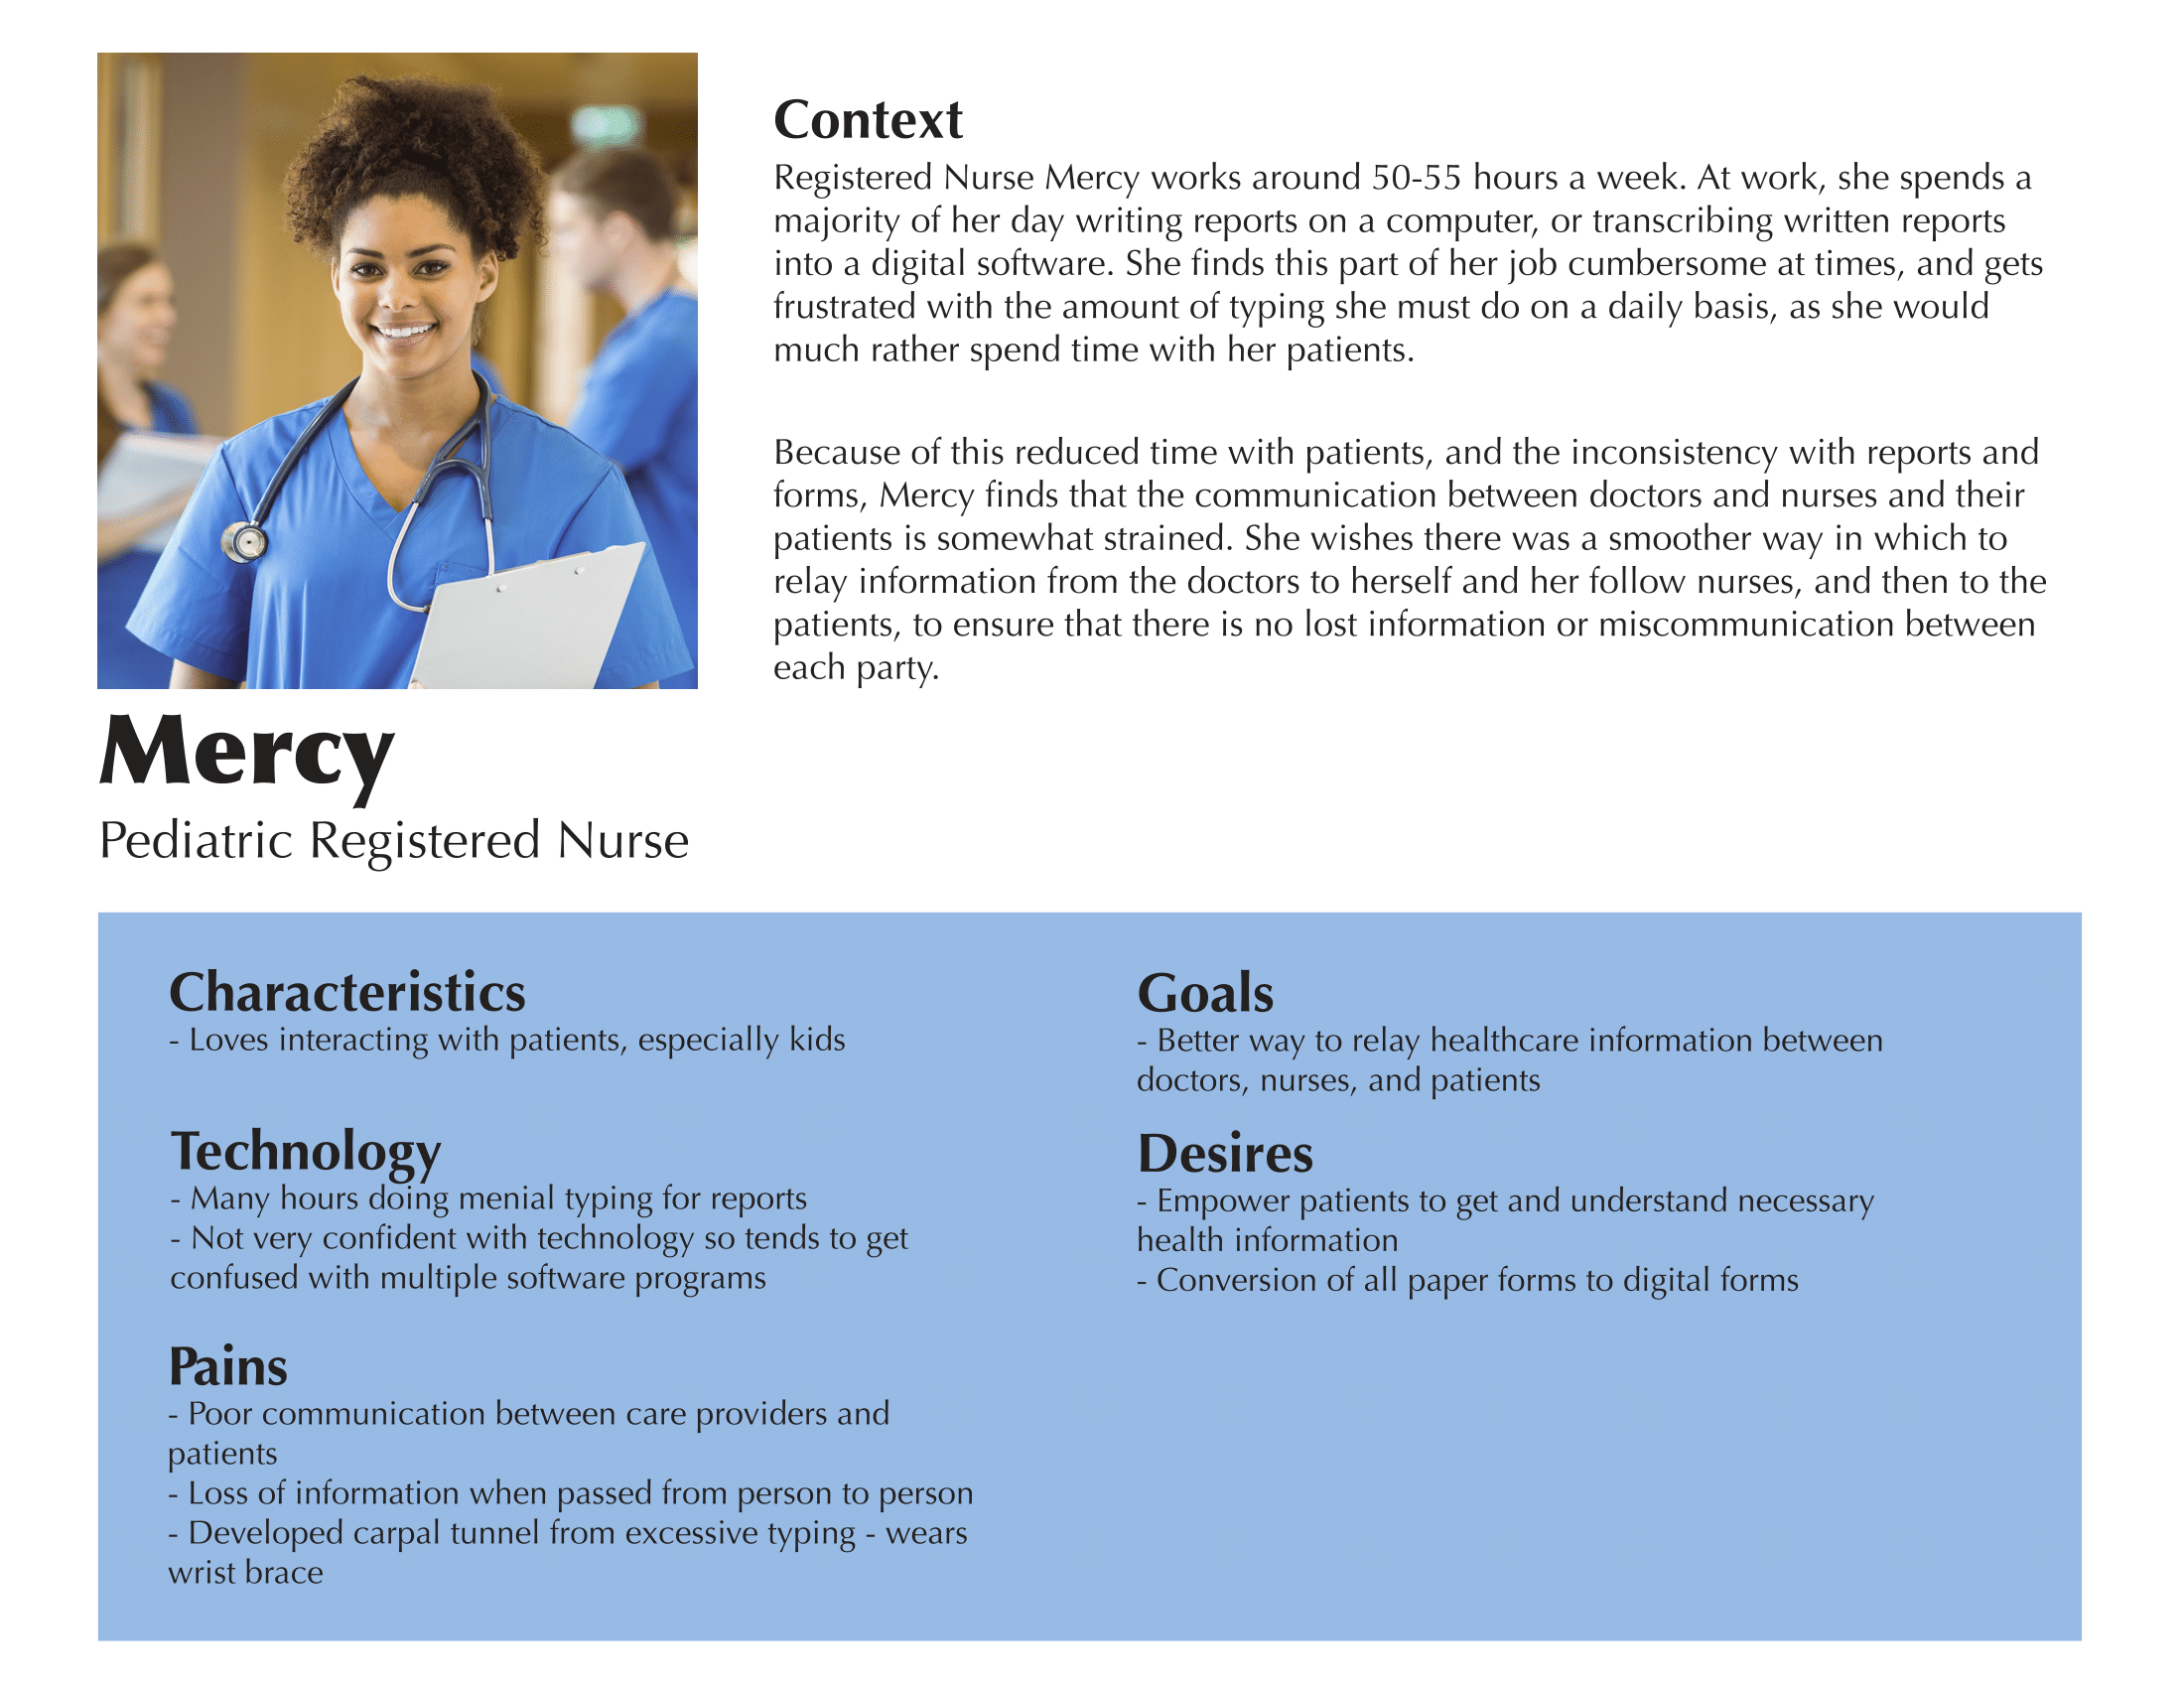 Context
Registered Nurse Mercy works around 50-55 hours a week. At work, she spends a
majority of her day writing reports on a computer, or transcribing written reports
into a digital software. She finds this part of her job cumbersome at times, and gets
frustrated with the amount of typing she must do on a daily basis, as she would
much rather spend time with her patients.
Because of this reduced time with patients, and the inconsistency with reports and
forms, Mercy finds that the communication between doctors and nurses and their
patients is somewhat strained. She wishes there was a smoother way in which to
relay information from the doctors to herself and her follow nurses, and then to the
patients, to ensure that there is no lost information or miscommunication between
each party.
Mercy
Pediatric Registered Nurse
Characteristics
- Loves interacting with patients, especially kids
Technology
- Many hours doing menial typing for reports
- Not very confident with technology so tends to get
confused with multiple software programs
Pains
- Poor communication between care providers and
patients
- Loss of information when passed from person to person
- Developed carpal tunnel from excessive typing - wears
wrist brace
Goals
- Better way to relay healthcare information between
doctors, nurses, and patients
Desires
- Empower patients to get and understand necessary
health information
- Conversion of all paper forms to digital forms